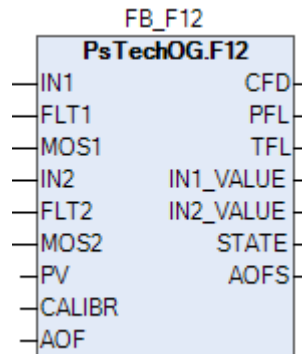 FB_F12
PsTechOG.F12
IN1 CFD
FLT1 PFL
MOS1 TFL
IN2 IN1_VALUE
FLT2 IN2_VALUE
MOS2 STATE
PV AOFS
CALIBR
AOF